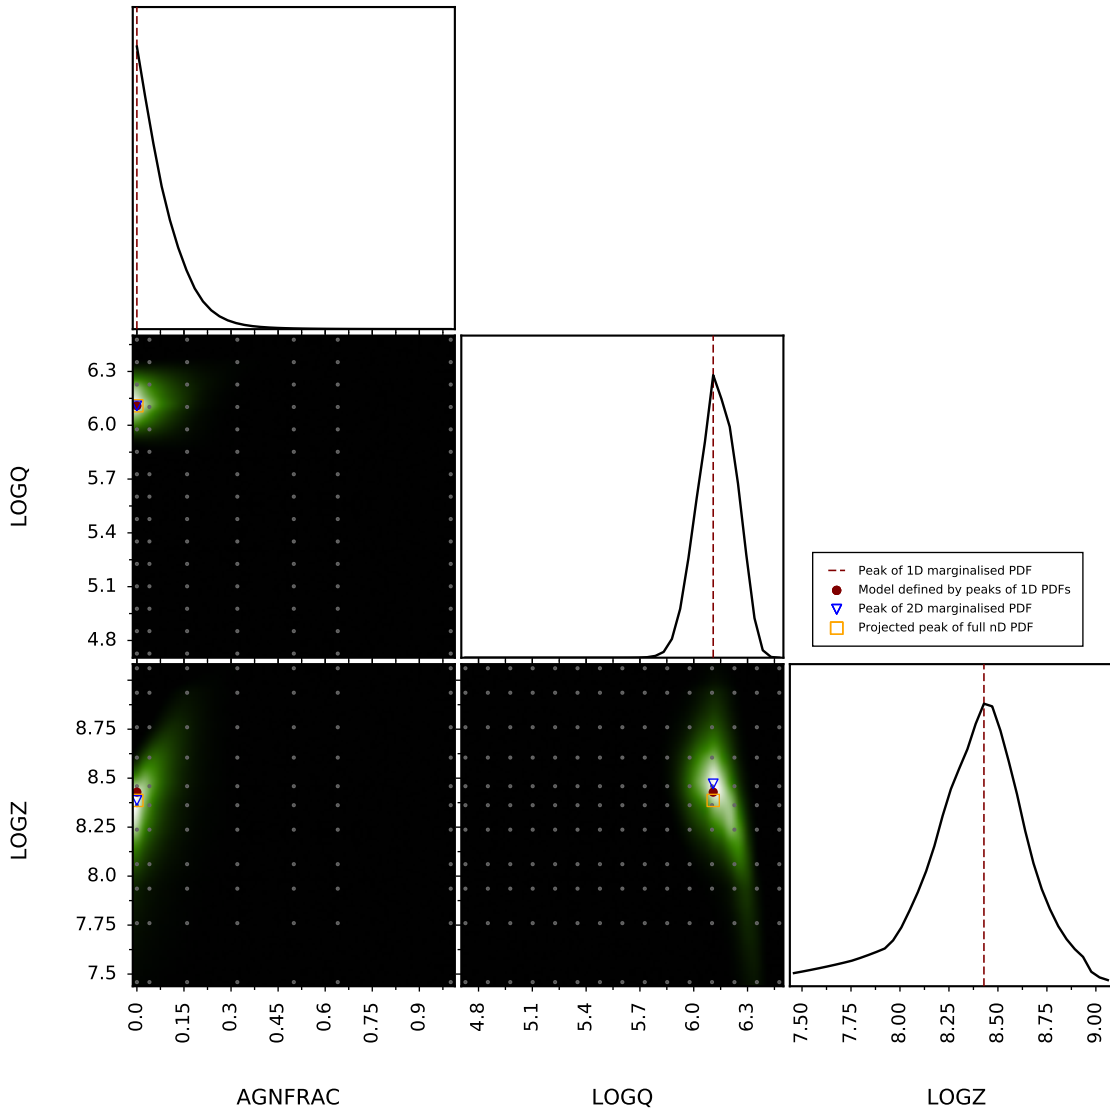 6.3
6.0
5.7
5.4
5.1
4.8
LOGQ
Peak of 1D marginalised PDF
Model defined by peaks of 1D PDFs
Peak of 2D marginalised PDF
Projected peak of full nD PDF
8.75
8.5
8.25
8.0
7.75
7.5
LOGZ
0.0 0.15 0.3 0.45 0.6 0.75 0.9
4.8 5.1 5.4 5.7 6.0 6.3
7.50 7.75 8.00 8.25 8.50 8.75 9.00
AGNFRAC LOGQ LOGZ